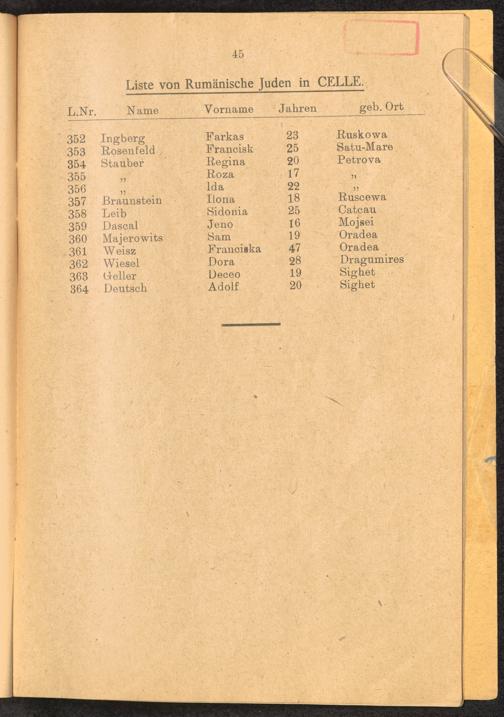 45
Liste von Rumänische Juden in CELLE.
L.Nr. Name Vorname Jahren geb. Ort
352 Ingberg Farkas 23 Ruskowa
353 Rosenfeld Francisk 25 Satu-Mare
354 Stauber Regina 20 Petrova
355 „ Roza 17 „
356 „ Ida 22 „
357 Braunstein Ilona 18 Ruscewa
358 Leib Sidonia 25 Catcau
359 Dascal Jeno 16 Mojsei
360 Majerowits Sam 19 Oradea
361 Weisz Franciska 47 Oradea
362 Wiesel Dora 28 Dragumires
363 Geller Deceo 19 Sighet
364 Deutsch Adolf 20 Sighet